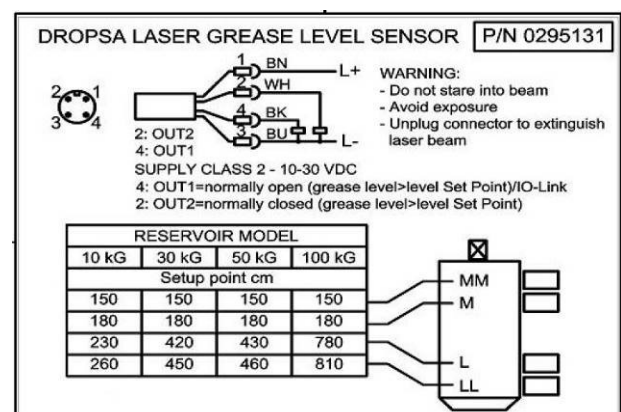 DROPSA LASER GREASE LEVEL SENSOR P/N 0295131
1 BN L+
2 WH
4 BK
3 BU L-
2 1
3 4
2: OUT2
4: OUT1
WARNING:
- Do not stare into beam
- Avoid exposure
- Unplug connector to extinguish
laser beam
SUPPLY CLASS 2 - 10-30 VDC
4: OUT1=normally open (grease level>level Set Point)/IO-Link
2: OUT2=normally closed (grease level>level Set Point)
RESERVOIR MODEL
10 kG 30 kG 50 kG 100 kG
Setup point cm
150 150 150 150 MM
180 180 180 180 M
230 420 430 780 L
260 450 460 810 LL